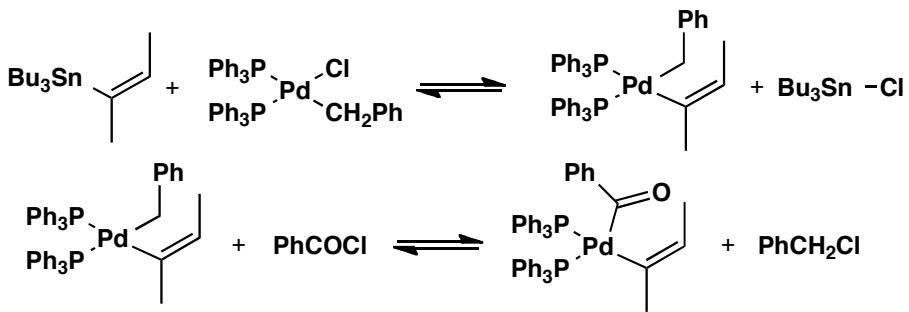 Bu₃Sn + Ph₃P Ph₃P Pd Cl CH₂Ph ⇌ Ph Ph₃P Ph₃P Pd + Bu₃Sn –Cl
Ph Ph₃P Ph₃P Pd + PhCOCl ⇌ Ph O Ph₃P Ph₃P Pd + PhCH₂Cl